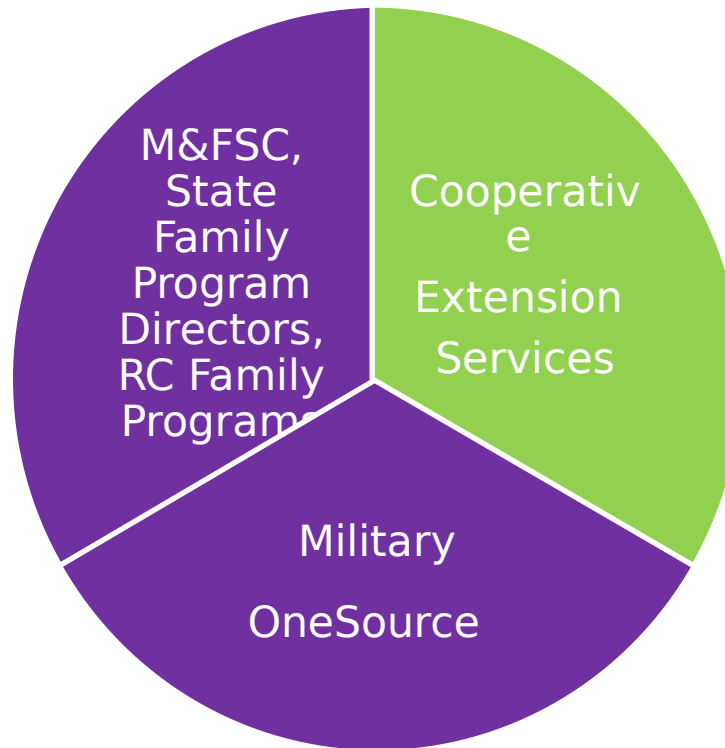 M&FSC,
State
Family
Program
Directors,
RC Family
Programs
Cooperativ
e
Extension
Services
Military
OneSource